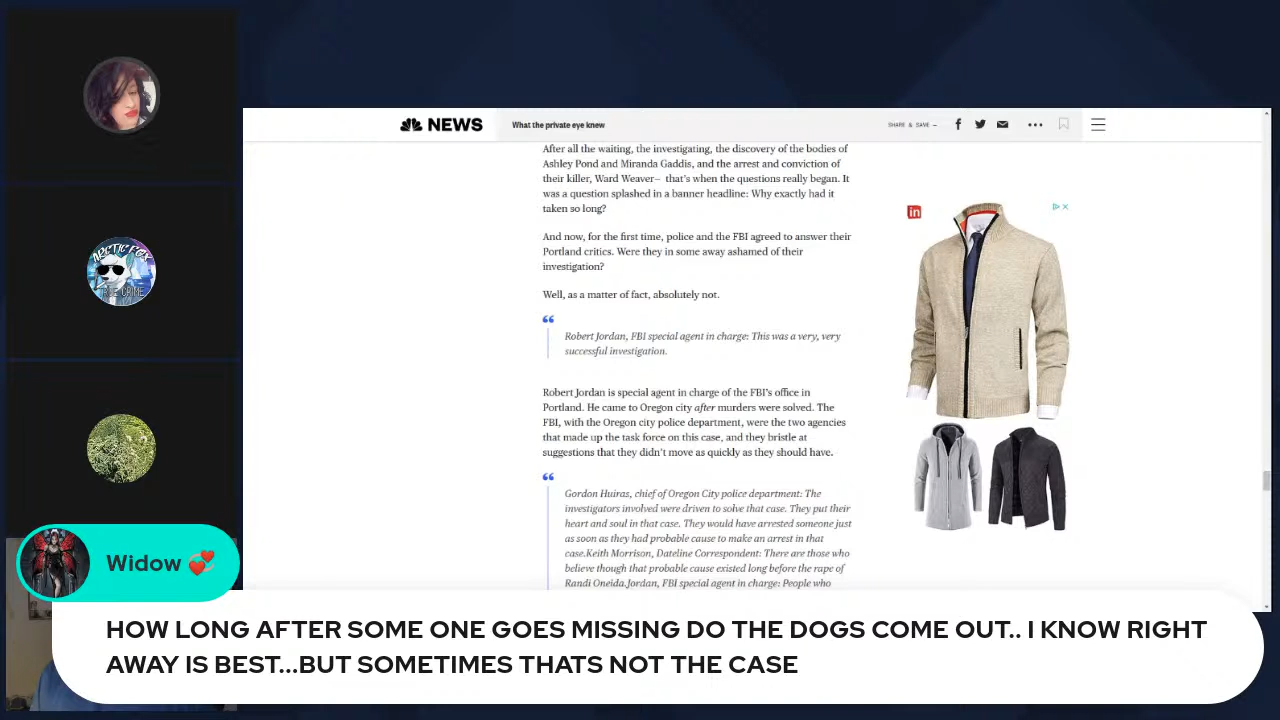 NEWS
What the private eye knew
SHARE & SAVE —
After all the waiting, the investigating, the discovery of the bodies of
Ashley Pond and Miranda Gaddis, and the arrest and conviction of
their killer, Ward Weaver— that's when the questions really began. It
was a question splashed in a banner headline: Why exactly had it
taken so long?
And now, for the first time, police and the FBI agreed to answer their
Portland critics. Were they in some away ashamed of their
investigation?
Well, as a matter of fact, absolutely not.
Robert Jordan, FBI special agent in charge: This was a very, very
successful investigation.
Robert Jordan is special agent in charge of the FBI's office in
Portland. He came to Oregon city after murders were solved. The
FBI, with the Oregon city police department, were the two agencies
that made up the task force on this case, and they bristle at
suggestions that they didn't move as quickly as they should have.
Gordon Huiras, chief of Oregon City police department: The
investigators involved were driven to solve that case. They put their
heart and soul in that case. They would have arrested someone just
as soon as they had probable cause to make an arrest in that
case.Keith Morrison, Dateline Correspondent: There are those who
believe though that probable cause existed long before the rape of
Randi Oneida.Jordan, FBI special agent in charge: People who
in
ARCTIC FOX
TRUE CRIME
Widow 💞
HOW LONG AFTER SOME ONE GOES MISSING DO THE DOGS COME OUT.. I KNOW RIGHT
AWAY IS BEST...BUT SOMETIMES THATS NOT THE CASE